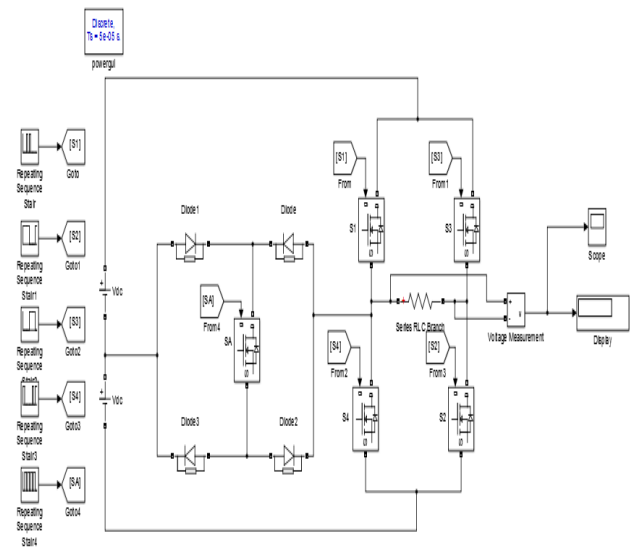 Discrete,
Ts = 5e-05 s.
powergui
[S1]
Goto
Repeating
Sequence
Stair
[S2]
Goto1
Repeating
Sequence
Stair1
[S3]
Goto2
Repeating
Sequence
[S4]
Goto3
Repeating
Sequence
Stair3
[SA]
Goto4
Repeating
Sequence
Stair4
+
Vdc
+
Vdc
Diode1
Diode
[SA]
From4
SA
Diode3
Diode2
[S1]
From
S1
[S3]
From1
S3
Series RLC Branch
[S4]
From2
S4
[S2]
From3
S2
+
-
v
Voltage Measurement
Scope
Display